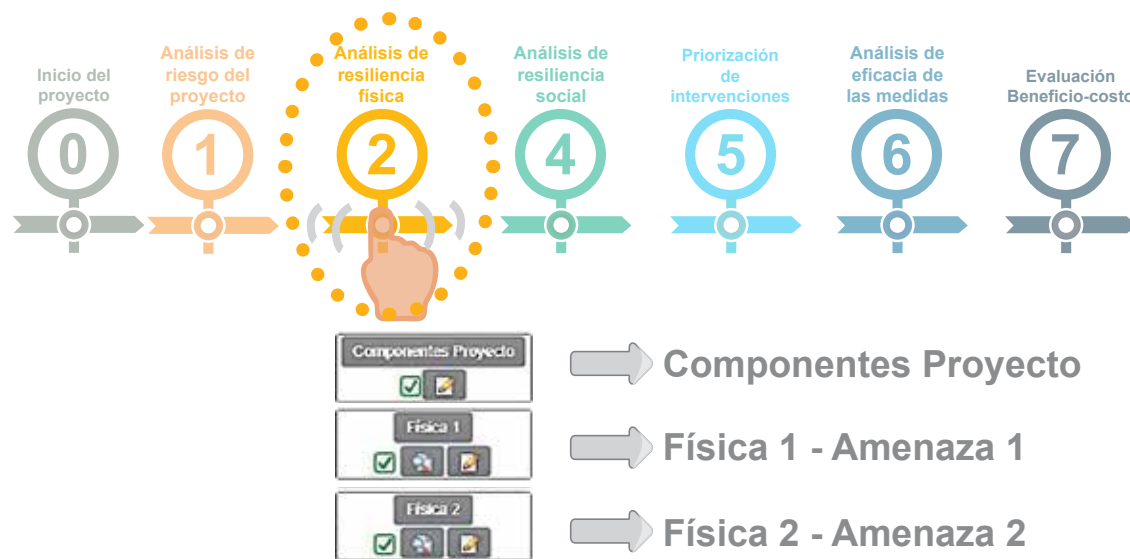 Inicio del
proyecto
0
Análisis de
riesgo del
proyecto
1
Análisis de
resiliencia
física
2
Análisis de
resiliencia
social
4
Priorización
de
intervenciones
5
Análisis de
eficacia de
las medidas
6
Evaluación
Beneficio-costo
7
Componentes Proyecto
Componentes Proyecto
Física 1
Física 1 - Amenaza 1
Física 2
Física 2 - Amenaza 2